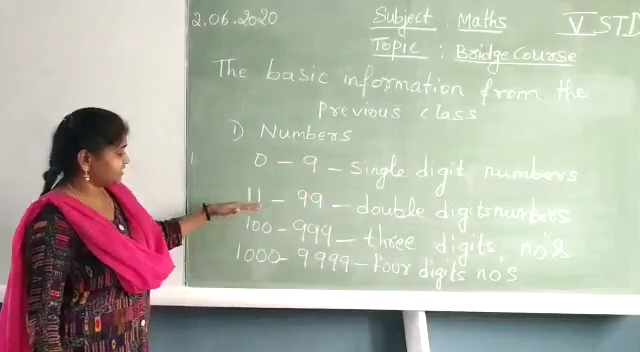 2.06.2020
Subject : Maths
V STD
Topic : Bridge Course
The basic information from the
previous class
1) Numbers
0 - 9 - single digit numbers
11 - 99 - double digits numbers
100 - 999 - three digits no's
1000 - 9999 - four digits no's